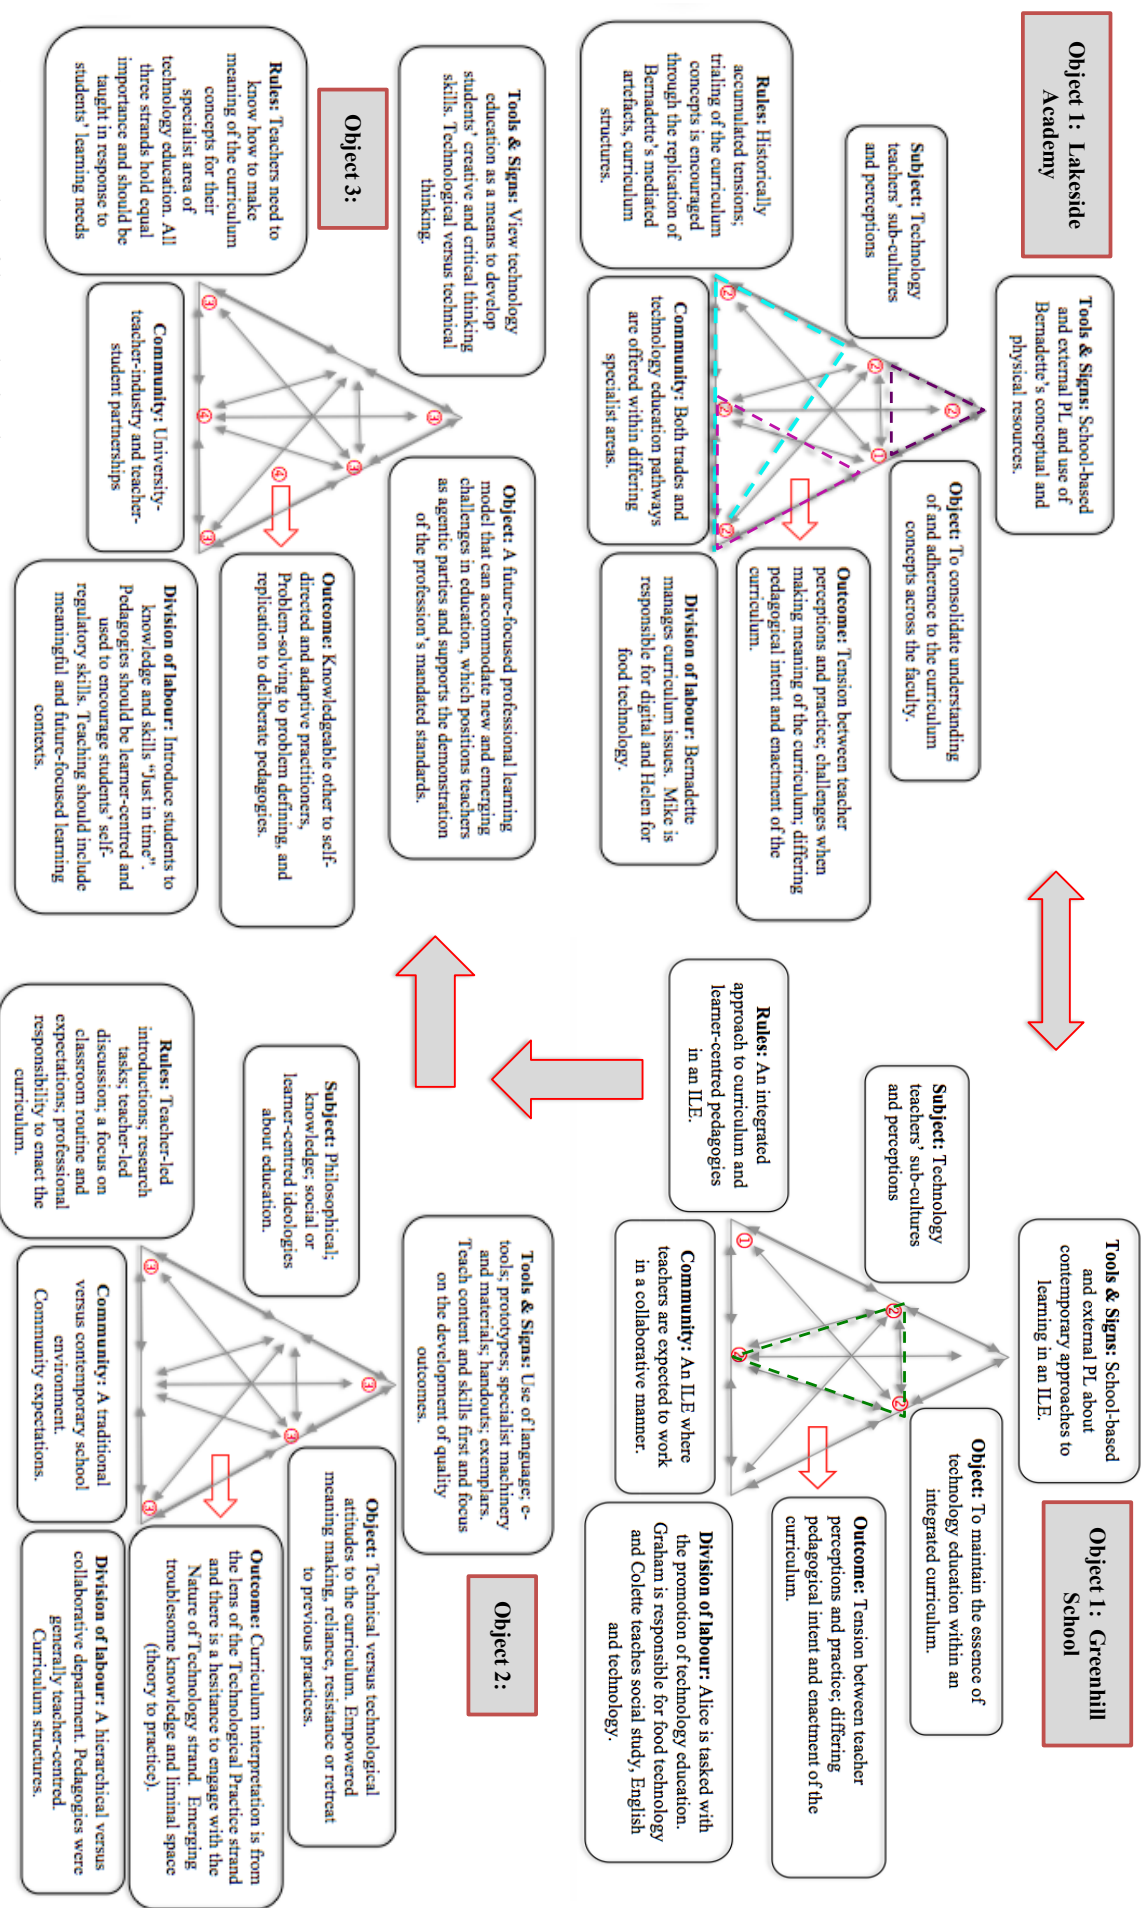 Object 1: Lakeside
Academy
Tools & Signs: School-based
and external PL and use of
Bernadette's conceptual and
physical resources.
Subject: Technology
teachers' sub-cultures
and perceptions
Object: To consolidate understanding
of and adherence to the curriculum
concepts across the faculty.
Rules: Historically
accumulated tensions;
trialing of the curriculum
concepts is encouraged
through the replication of
Bernadette's mediated
artefacts, curriculum
structures.
Community: Both trades and
technology education pathways
are offered within differing
specialist areas.
Outcome: Tension between teacher
perceptions and practice; challenges when
making meaning of the curriculum; differing
pedagogical intent and enactment of the
curriculum.
Division of labour: Bernadette
manages curriculum issues. Mike is
responsible for digital and Helen for
food technology.
②
②
①
②
②
②
Object 1: Greenhill
School
Tools & Signs: School-based
and external PL about
contemporary approaches to
learning in an ILE.
Subject: Technology
teachers' sub-cultures
and perceptions
Object: To maintain the essence of
technology education within an
integrated curriculum.
Rules: An integrated
approach to curriculum and
learner-centred pedagogies
in an ILE.
Community: An ILE where
teachers are expected to work
in a collaborative manner.
Outcome: Tension between teacher
perceptions and practice; differing
pedagogical intent and enactment of the
curriculum.
Division of labour: Alice is tasked with
the promotion of technology education.
Graham is responsible for food technology
and Colette teaches social study, English
and technology.
②
②
①
②
Object 3:
Tools & Signs: View technology
education as a means to develop
students' creative and critical thinking
skills. Technological versus technical
thinking.
Object: A future-focused professional learning
model that can accommodate new and emerging
challenges in education, which positions teachers
as agentic parties and supports the demonstration
of the profession's mandated standards.
Rules: Teachers need to
know how to make
meaning of the curriculum
concepts for their
specialist area of
technology education. All
three strands hold equal
importance and should be
taught in response to
students' learning needs
Community: University-
teacher-industry and teacher-
student partnerships
Outcome: Knowledgeable other to self-
directed and adaptive practitioners,
Problem-solving to problem defining, and
replication to deliberate pedagogies.
Division of labour: Introduce students to
knowledge and skills "Just in time".
Pedagogies should be learner-centred and
used to encourage students' self-
regulatory skills. Teaching should include
meaningful and future-focused learning
contexts.
③
③
④
③
④
③
Object 2:
Tools & Signs: Use of language; e-
tools; prototypes; specialist machinery
and materials; handouts; exemplars.
Teach content and skills first and focus
on the development of quality
outcomes.
Subject: Philosophical;
knowledge; social or
learner-centred ideologies
about education.
Object: Technical versus technological
attitudes to the curriculum. Empowered
meaning making, reliance, resistance or retreat
to previous practices.
Rules: Teacher-led
introductions; research
tasks; teacher-led
discussion; a focus on
classroom routine and
expectations; professional
responsibility to enact the
curriculum.
Community: A traditional
versus contemporary school
environment.
Community expectations.
Outcome: Curriculum interpretation is from
the lens of the Technological Practice strand
and there is a hesitance to engage with the
Nature of Technology strand. Emerging
troublesome knowledge and liminal space
(theory to practice).
Division of labour: A hierarchical versus
collaborative department. Pedagogies were
generally teacher-centred.
Curriculum structures.
③
③
③
③